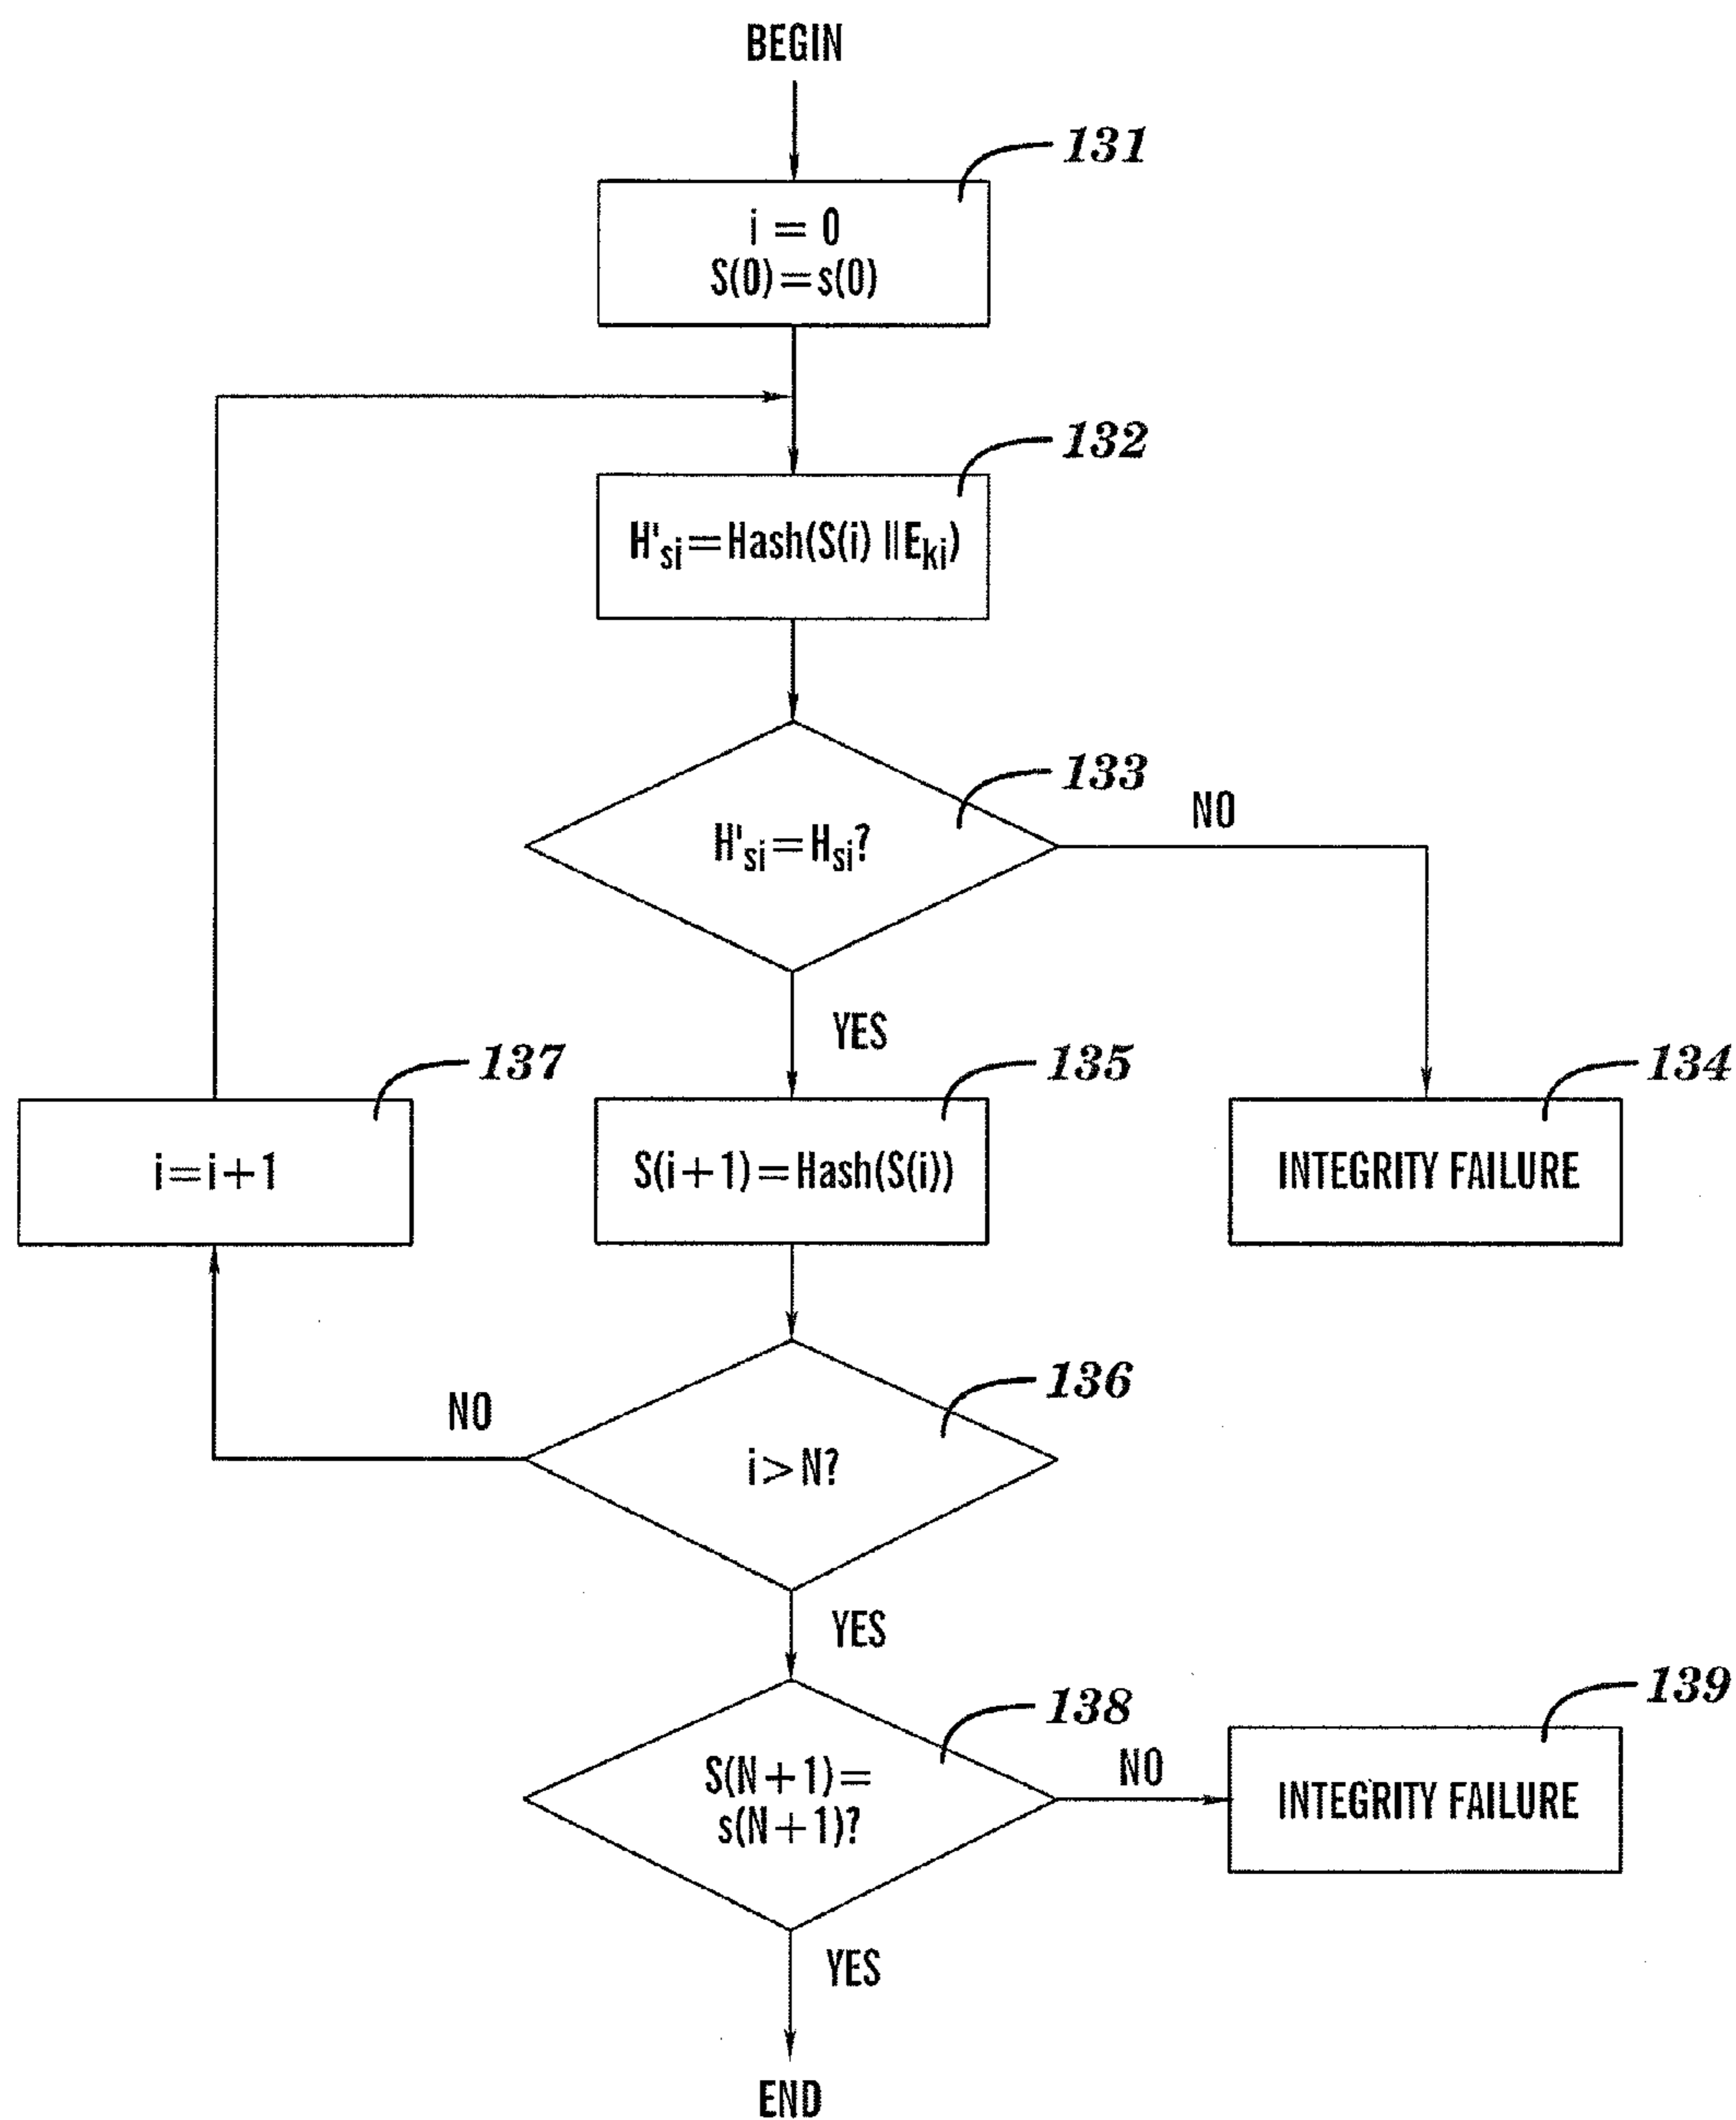 BEGIN
131
i = 0
S(0)=s(0)
132
H'si=Hash(S(i) ||Eki)
133
H'si=Hsi?
NO
YES
137
135
134
i=i+1
S(i+1)=Hash(S(i))
INTEGRITY FAILURE
136
NO
i>N?
YES
139
138
S(N+1)=
s(N+1)?
NO
INTEGRITY FAILURE
YES
END